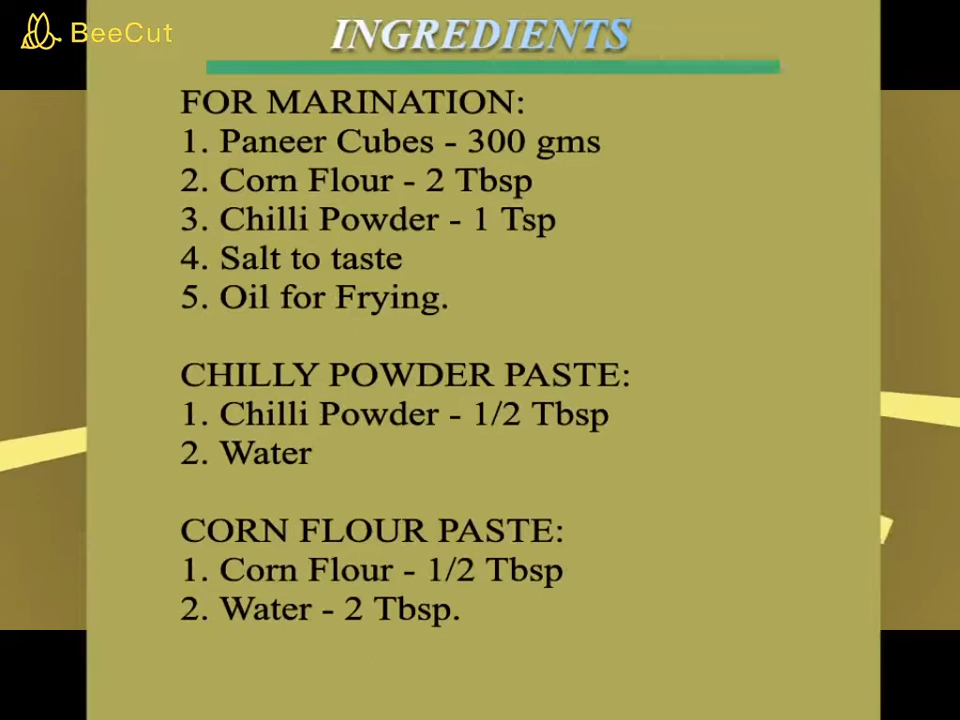 BeeCut
INGREDIENTS
FOR MARINATION:
1. Paneer Cubes - 300 gms
2. Corn Flour - 2 Tbsp
3. Chilli Powder - 1 Tsp
4. Salt to taste
5. Oil for Frying.
CHILLY POWDER PASTE:
1. Chilli Powder - 1/2 Tbsp
2. Water
CORN FLOUR PASTE:
1. Corn Flour - 1/2 Tbsp
2. Water - 2 Tbsp.